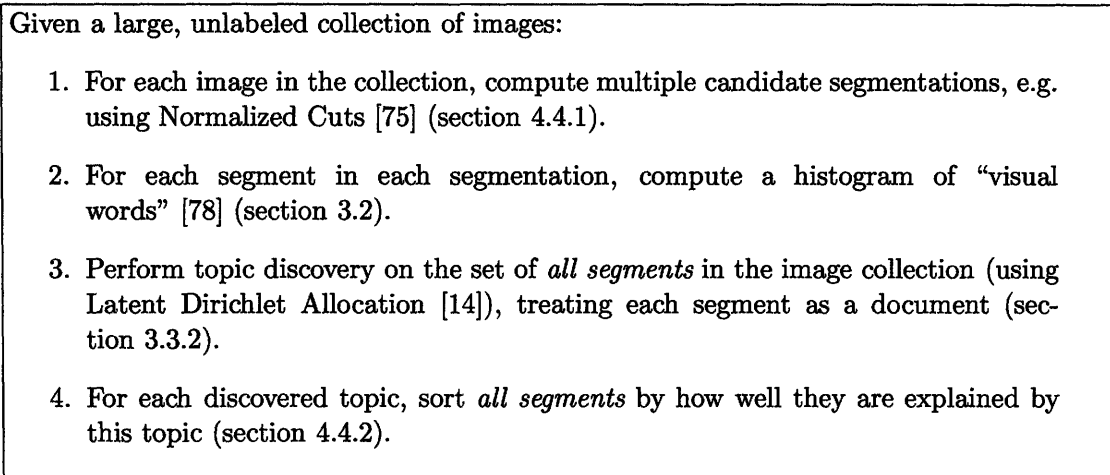 Given a large, unlabeled collection of images:
1. For each image in the collection, compute multiple candidate segmentations, e.g.
using Normalized Cuts [75] (section 4.4.1).
2. For each segment in each segmentation, compute a histogram of “visual
words” [78] (section 3.2).
3. Perform topic discovery on the set of all segments in the image collection (using
Latent Dirichlet Allocation [14]), treating each segment as a document (sec-
tion 3.3.2).
4. For each discovered topic, sort all segments by how well they are explained by
this topic (section 4.4.2).